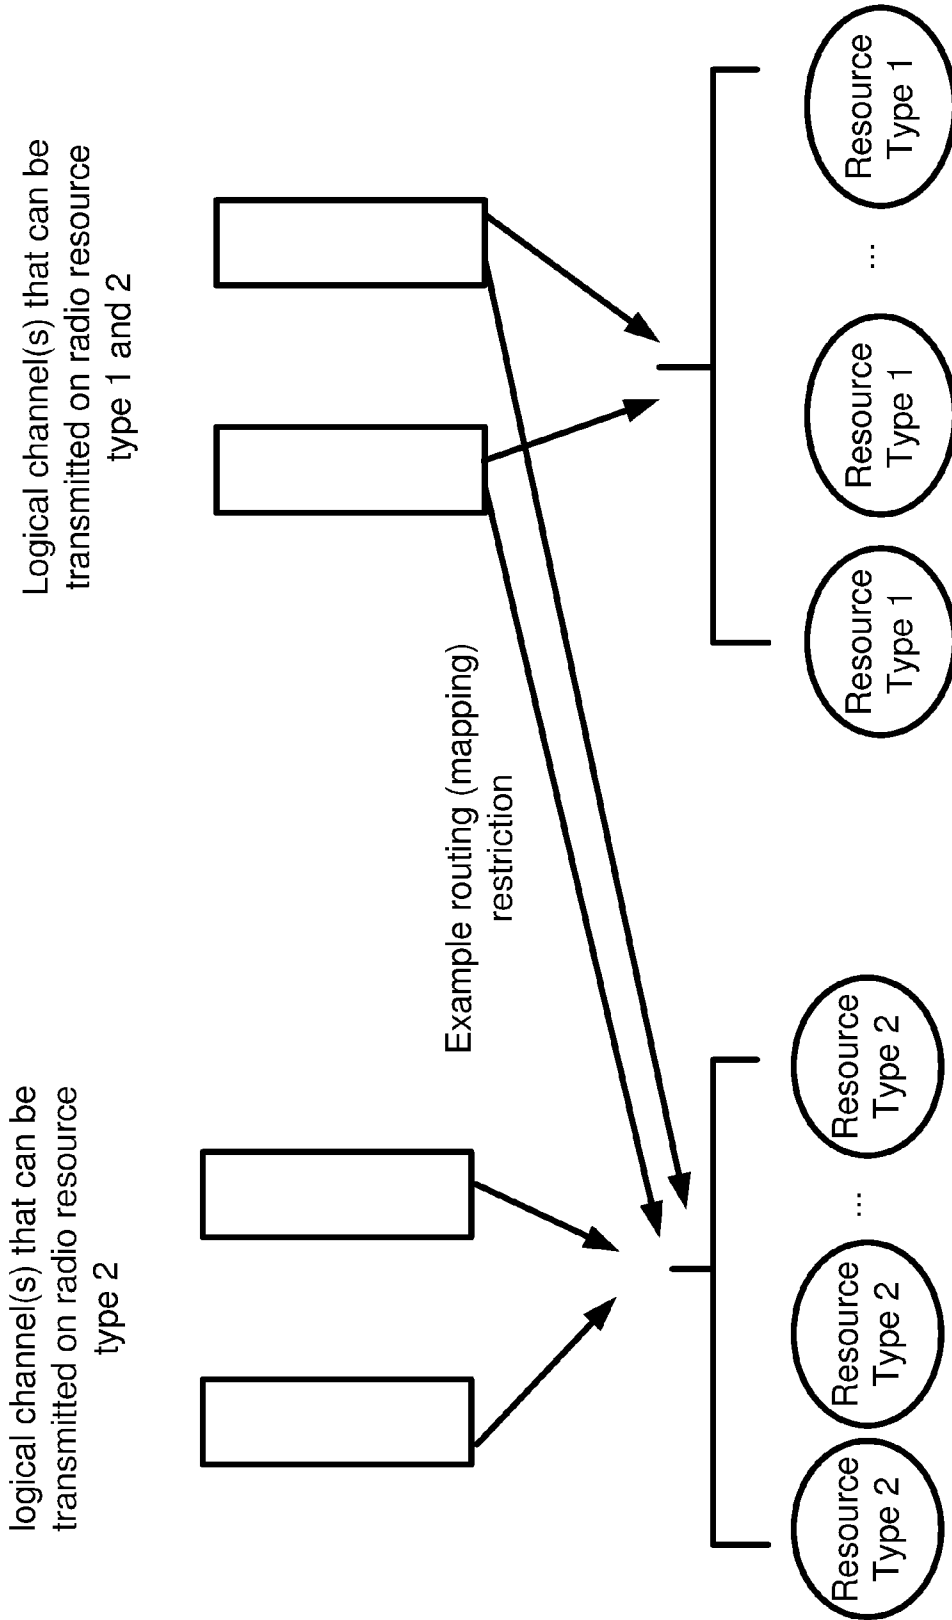 logical channel(s) that can be
transmitted on radio resource
type 2
Logical channel(s) that can be
transmitted on radio resource
type 1 and 2
Example routing (mapping)
restriction
Resource
Type 2
Resource
Type 2
...
Resource
Type 2
Resource
Type 1
Resource
Type 1
...
Resource
Type 1